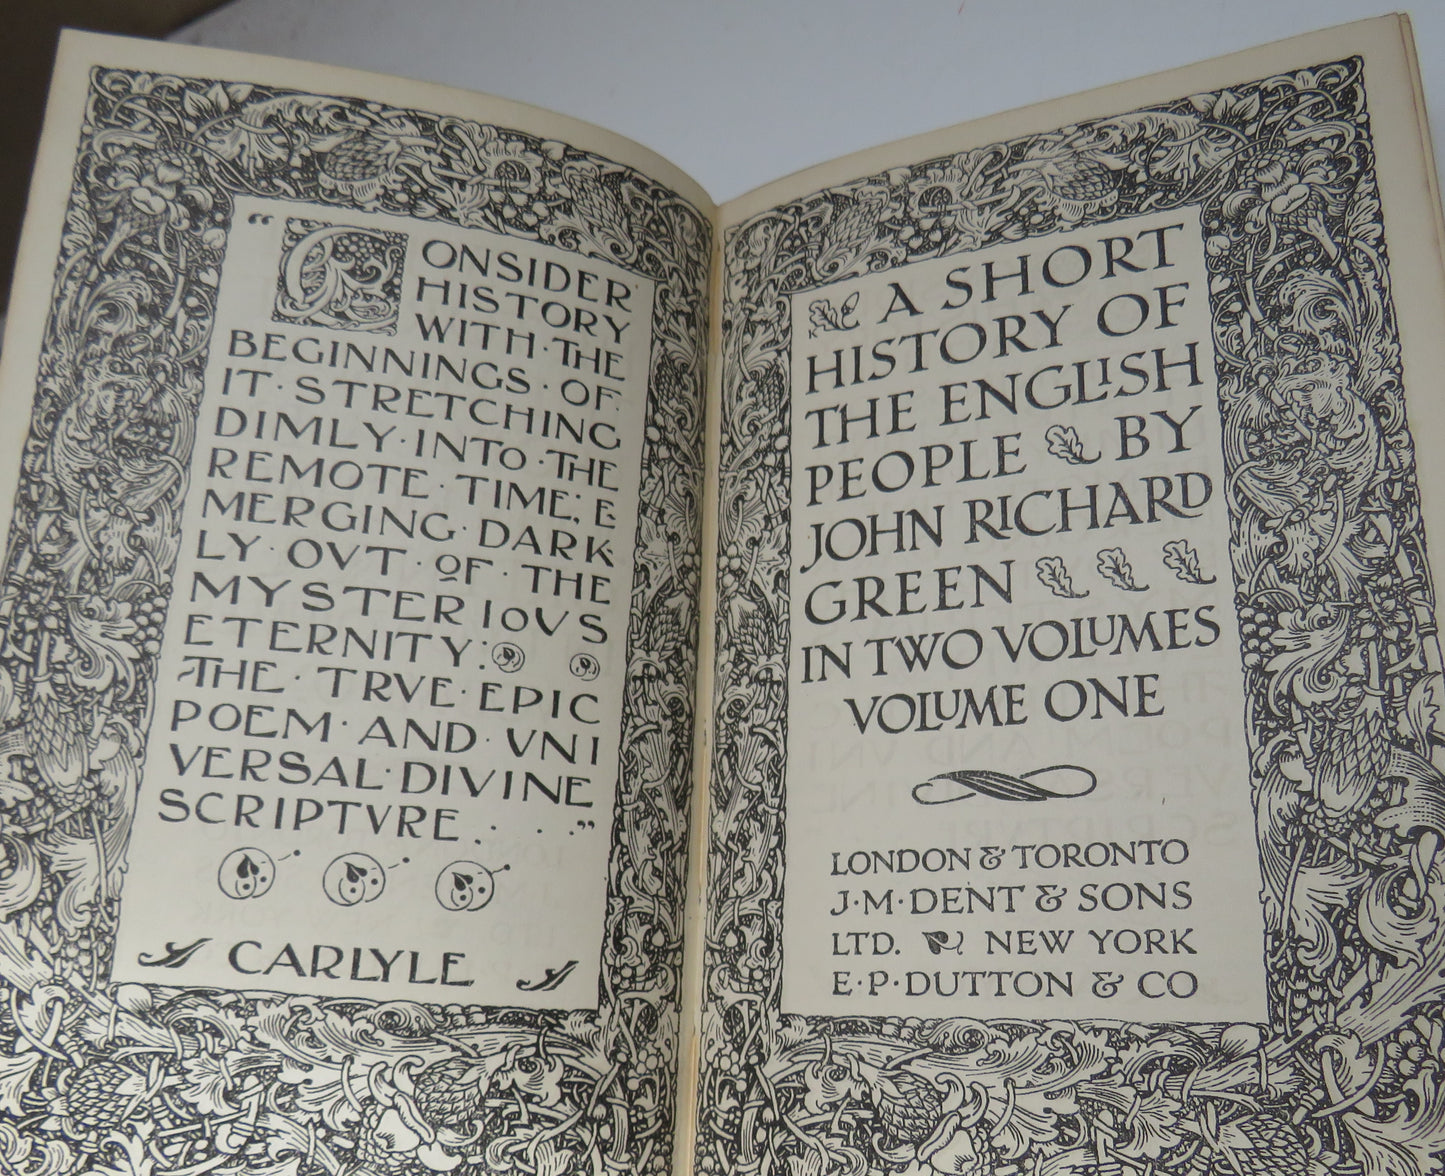 "CONSIDER
HISTORY
WITH·THE
BEGINNINGS·OF·
IT·STRETCHING
DIMLY·INTO·THE
REMOTE·TIME; E
MERGING·DARK
LY·OVT·OF·THE
MYSTERIOVS
ETERNITY:
THE·TRVE·EPIC
POEM·AND·VNI
VERSAL·DIVINE
SCRIPTVRE . . ."
CARLYLE
A SHORT
HISTORY OF
THE ENGLISH
PEOPLE BY
JOHN RICHARD
GREEN
IN TWO VOLUMES
VOLUME ONE
LONDON & TORONTO
J·M·DENT & SONS
LTD. NEW YORK
E·P·DUTTON & CO